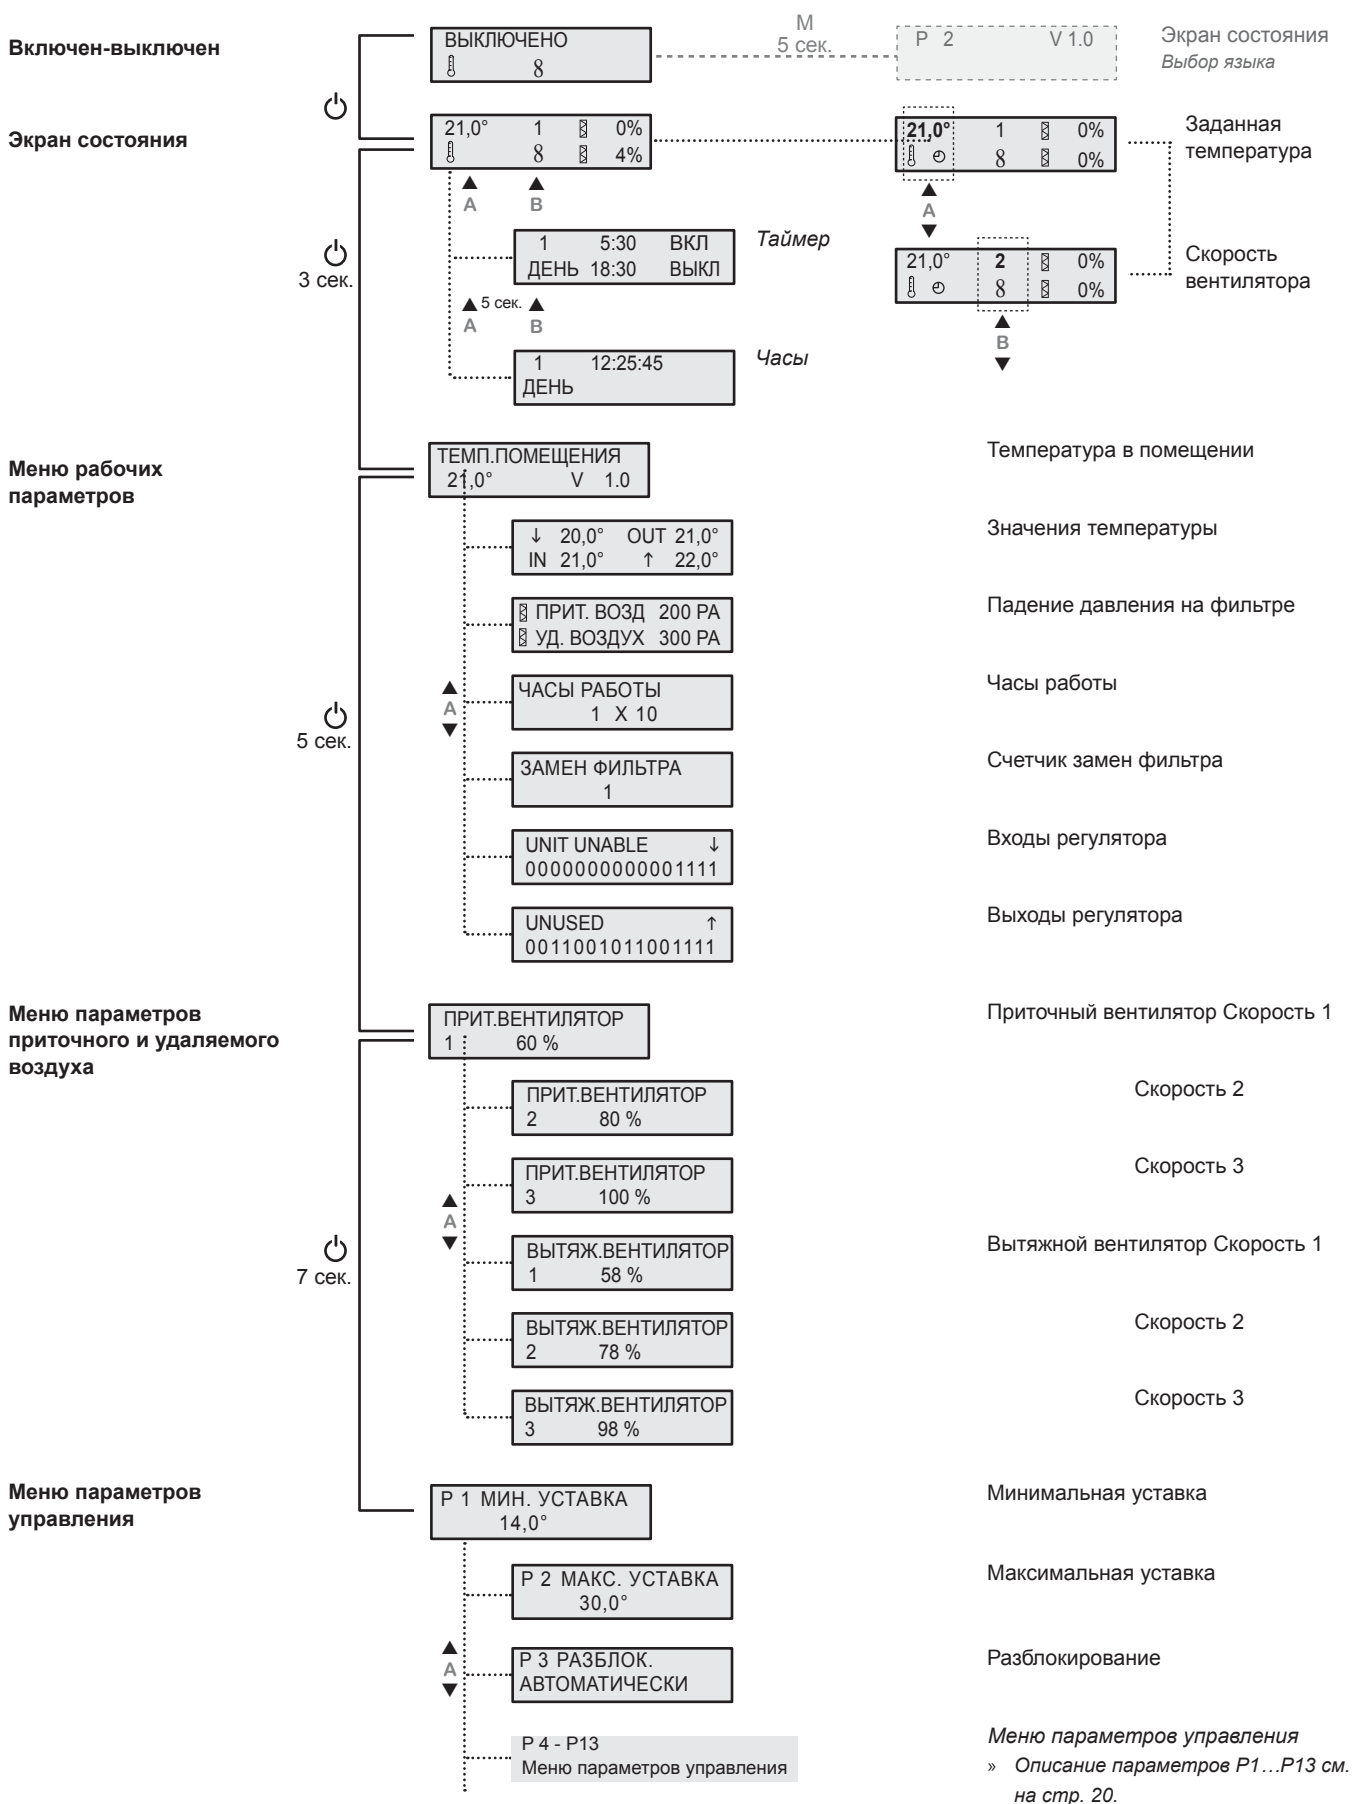 Включен-выключен
ВЫКЛЮЧЕНО
8
М
5 сек.
P 2 V 1.0
Экран состояния
Выбор языка
Экран состояния
21,0° 1 0%
8 4%
A B
21,0° 1 0%
8 0%
Заданная
температура
A
3 сек.
1 5:30 ВКЛ
ДЕНЬ 18:30 ВЫКЛ
Таймер
21,0° 2 0%
8 0%
Скорость
вентилятора
B
5 сек.
A B
1 12:25:45
ДЕНЬ
Часы
Меню рабочих
параметров
ТЕМП.ПОМЕЩЕНИЯ
21,0° V 1.0
Температура в помещении
↓ 20,0° OUT 21,0°
IN 21,0° ↑ 22,0°
Значения температуры
ПРИТ. ВОЗД 200 PA
УД. ВОЗДУХ 300 PA
Падение давления на фильтре
A
5 сек.
ЧАСЫ РАБОТЫ
1 X 10
Часы работы
ЗАМЕН ФИЛЬТРА
1
Счетчик замен фильтра
UNIT UNABLE ↓
0000000000001111
Входы регулятора
UNUSED ↑
0011001011001111
Выходы регулятора
Меню параметров
приточного и удаляемого
воздуха
ПРИТ.ВЕНТИЛЯТОР
1 60 %
Приточный вентилятор Скорость 1
ПРИТ.ВЕНТИЛЯТОР
2 80 %
Скорость 2
ПРИТ.ВЕНТИЛЯТОР
3 100 %
Скорость 3
A
7 сек.
ВЫТЯЖ.ВЕНТИЛЯТОР
1 58 %
Вытяжной вентилятор Скорость 1
ВЫТЯЖ.ВЕНТИЛЯТОР
2 78 %
Скорость 2
ВЫТЯЖ.ВЕНТИЛЯТОР
3 98 %
Скорость 3
Меню параметров
управления
P 1 МИН. УСТАВКА
14,0°
Минимальная уставка
P 2 МАКС. УСТАВКА
30,0°
Максимальная уставка
A
P 3 РАЗБЛОК.
АВТОМАТИЧЕСКИ
Разблокирование
P 4 - P13
Меню параметров управления
Меню параметров управления
» Описание параметров P1…P13 см.
на стр. 20.